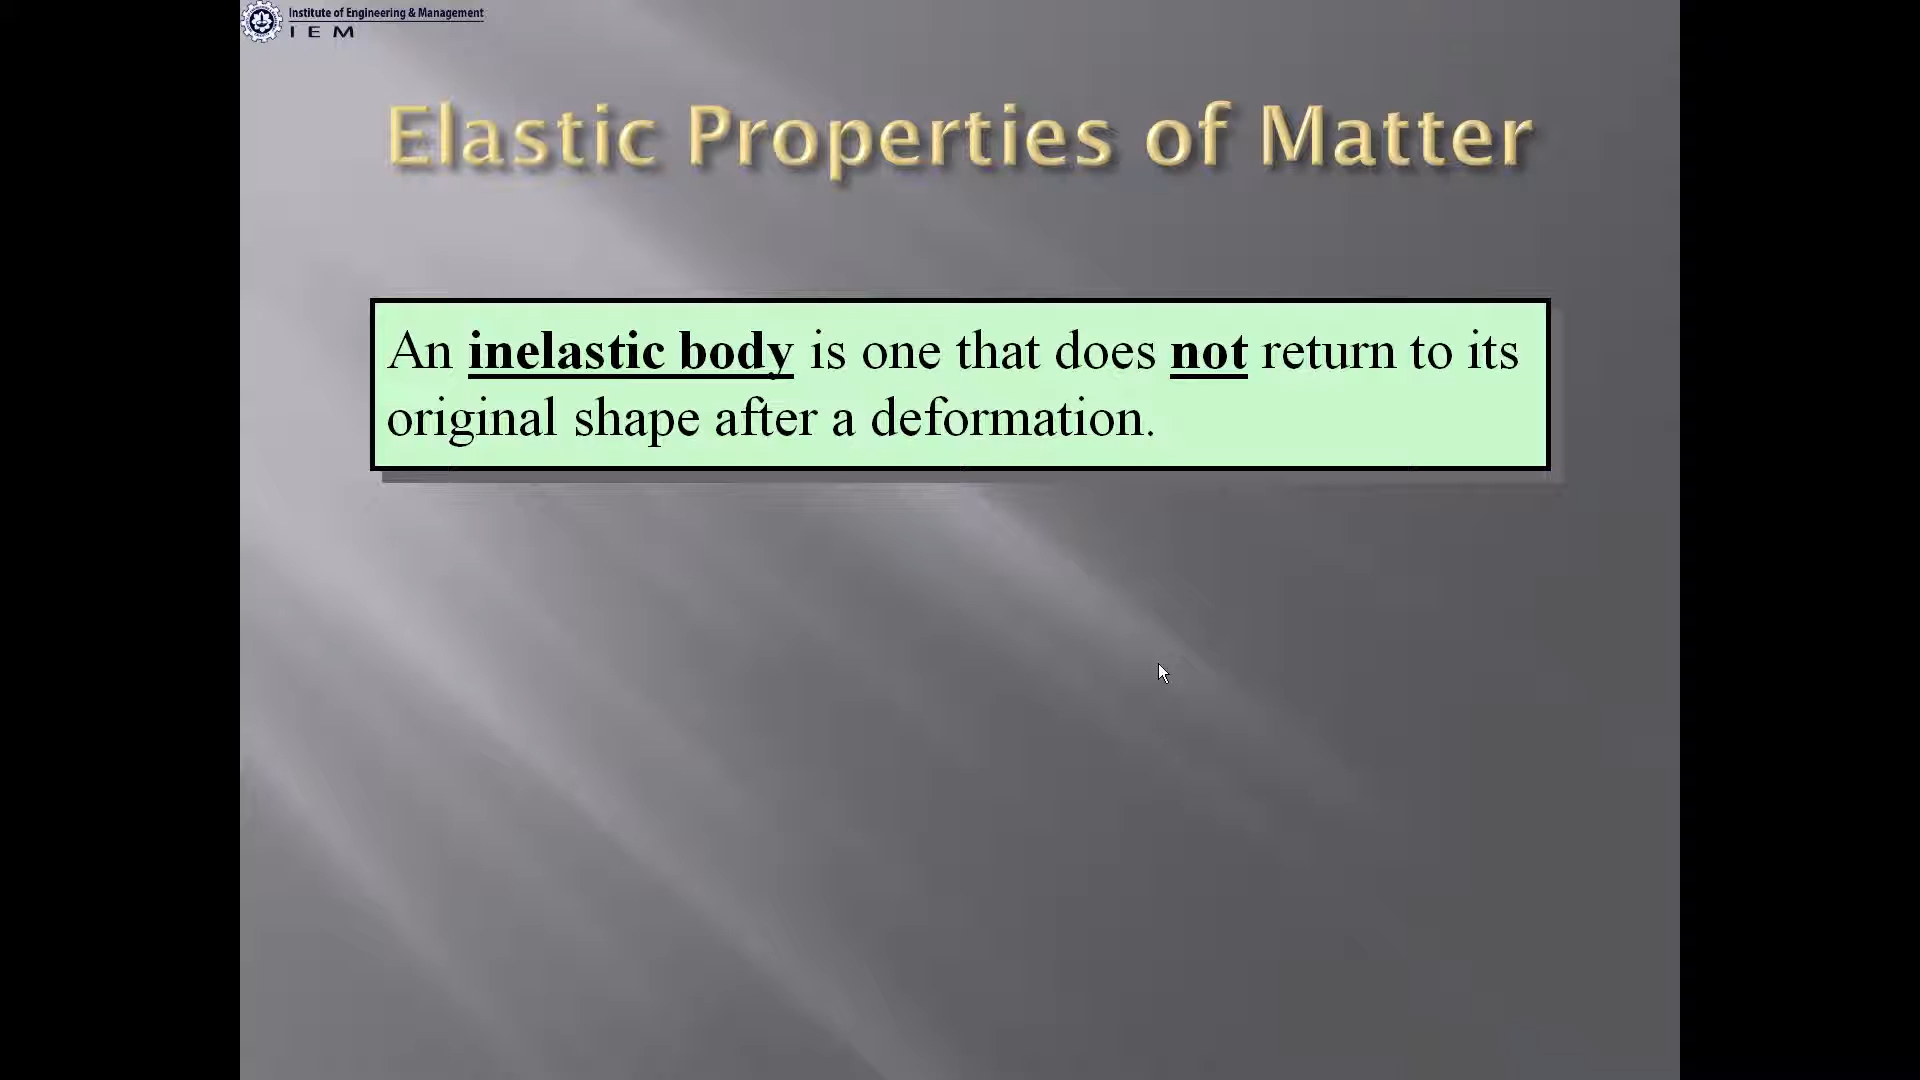 Institute of Engineering & Management
I E M
Elastic Properties of Matter
An inelastic body is one that does not return to its
original shape after a deformation.